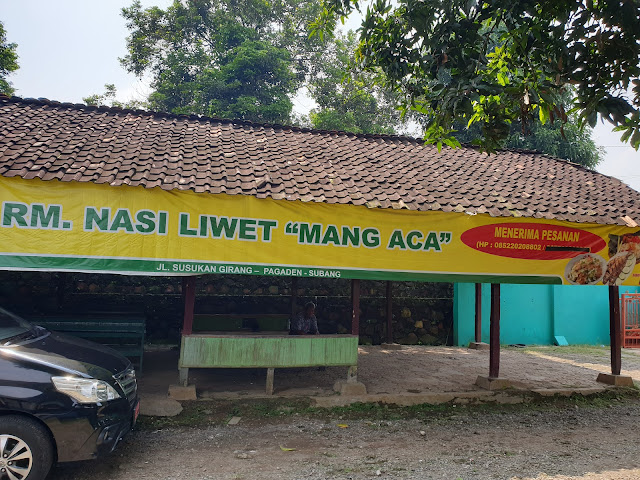 RM. NASI LIWET "MANG ACA"
MENERIMA PESANAN
(HP : 085220208802 /
JL. SUSUKAN GIRANG – PAGADEN - SUBANG